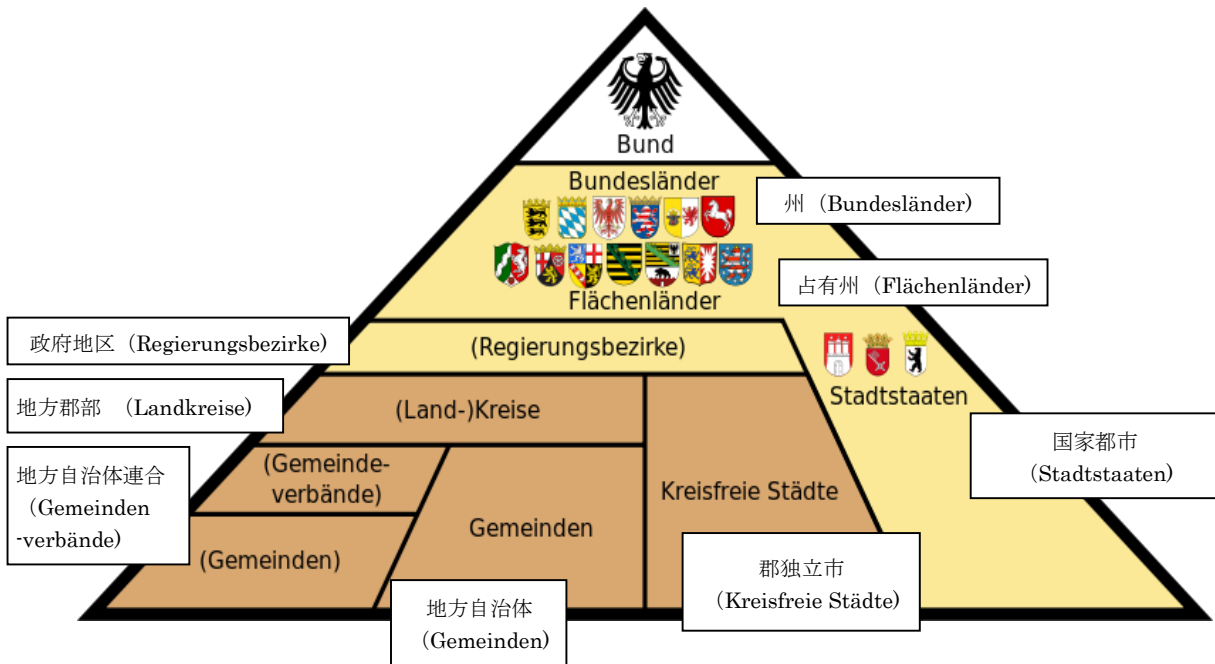 Bund
Bundesländer
州（Bundesländer）
Flächenländer
占有州（Flächenländer）
政府地区（Regierungsbezirke）
(Regierungsbezirke)
Stadtstaaten
地方郡部　（Landkreise）
(Land-)Kreise
国家都市
（Stadtstaaten）
地方自治体連合
（Gemeinden
-verbände）
(Gemeinde-
verbände)
Kreisfreie Städte
Gemeinden
(Gemeinden)
郡独立市
（Kreisfreie Städte）
地方自治体
（Gemeinden）